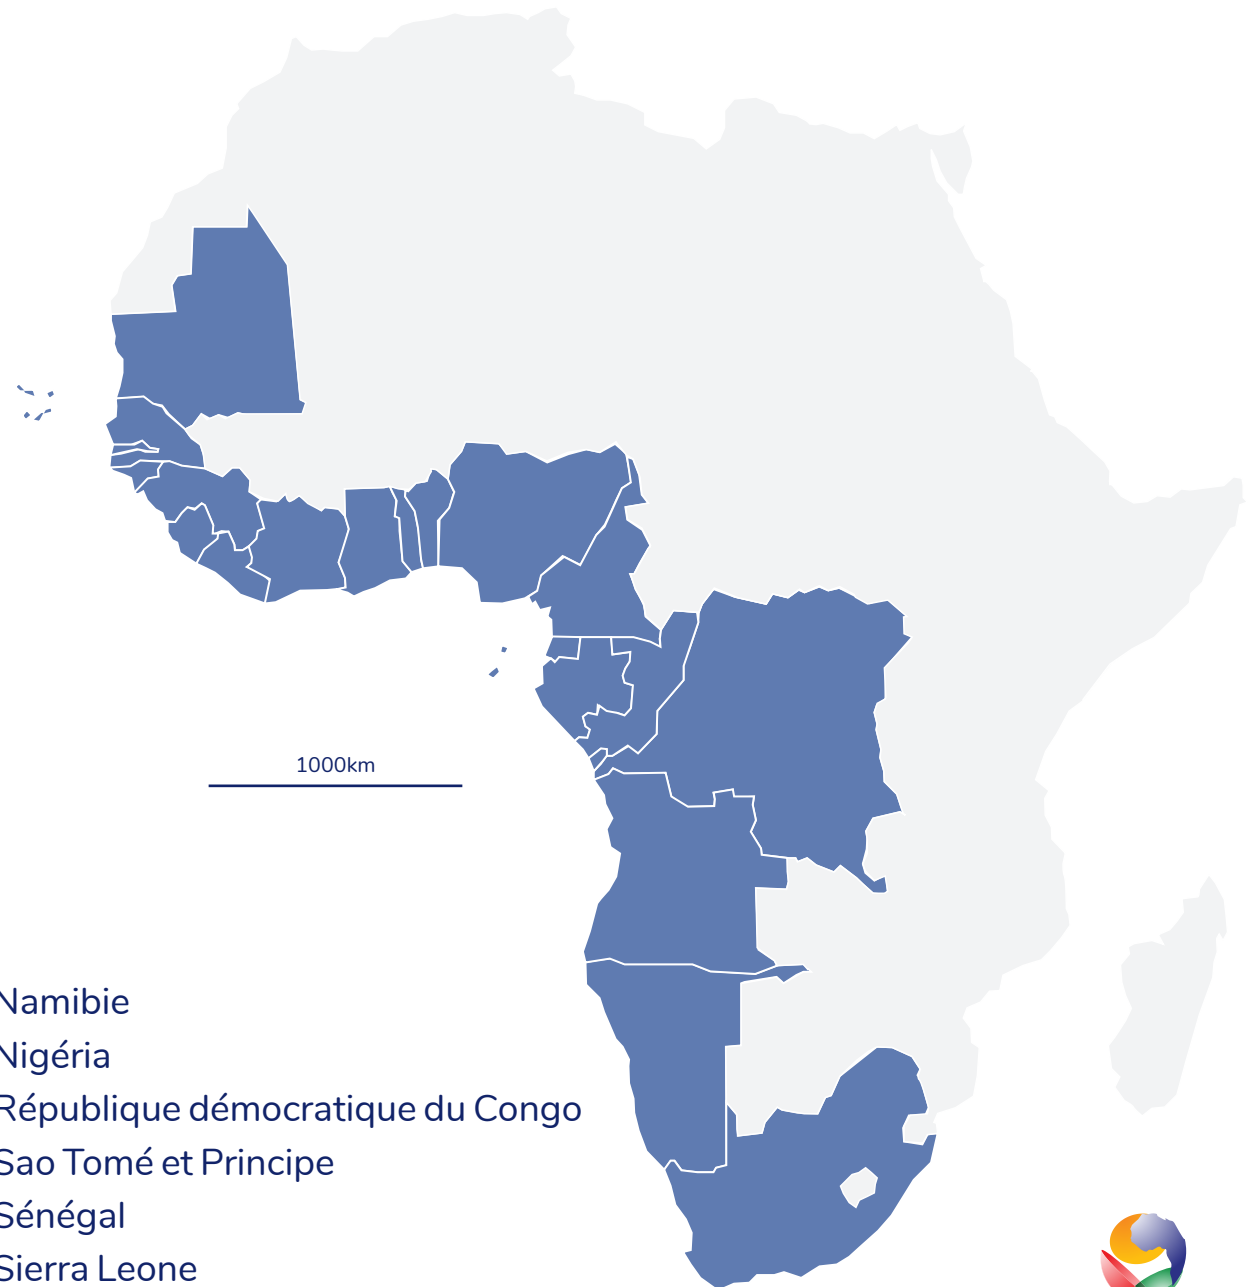 1000km
Namibie
Nigéria
République démocratique du Congo
Sao Tomé et Principe
Sénégal
Sierra Leone